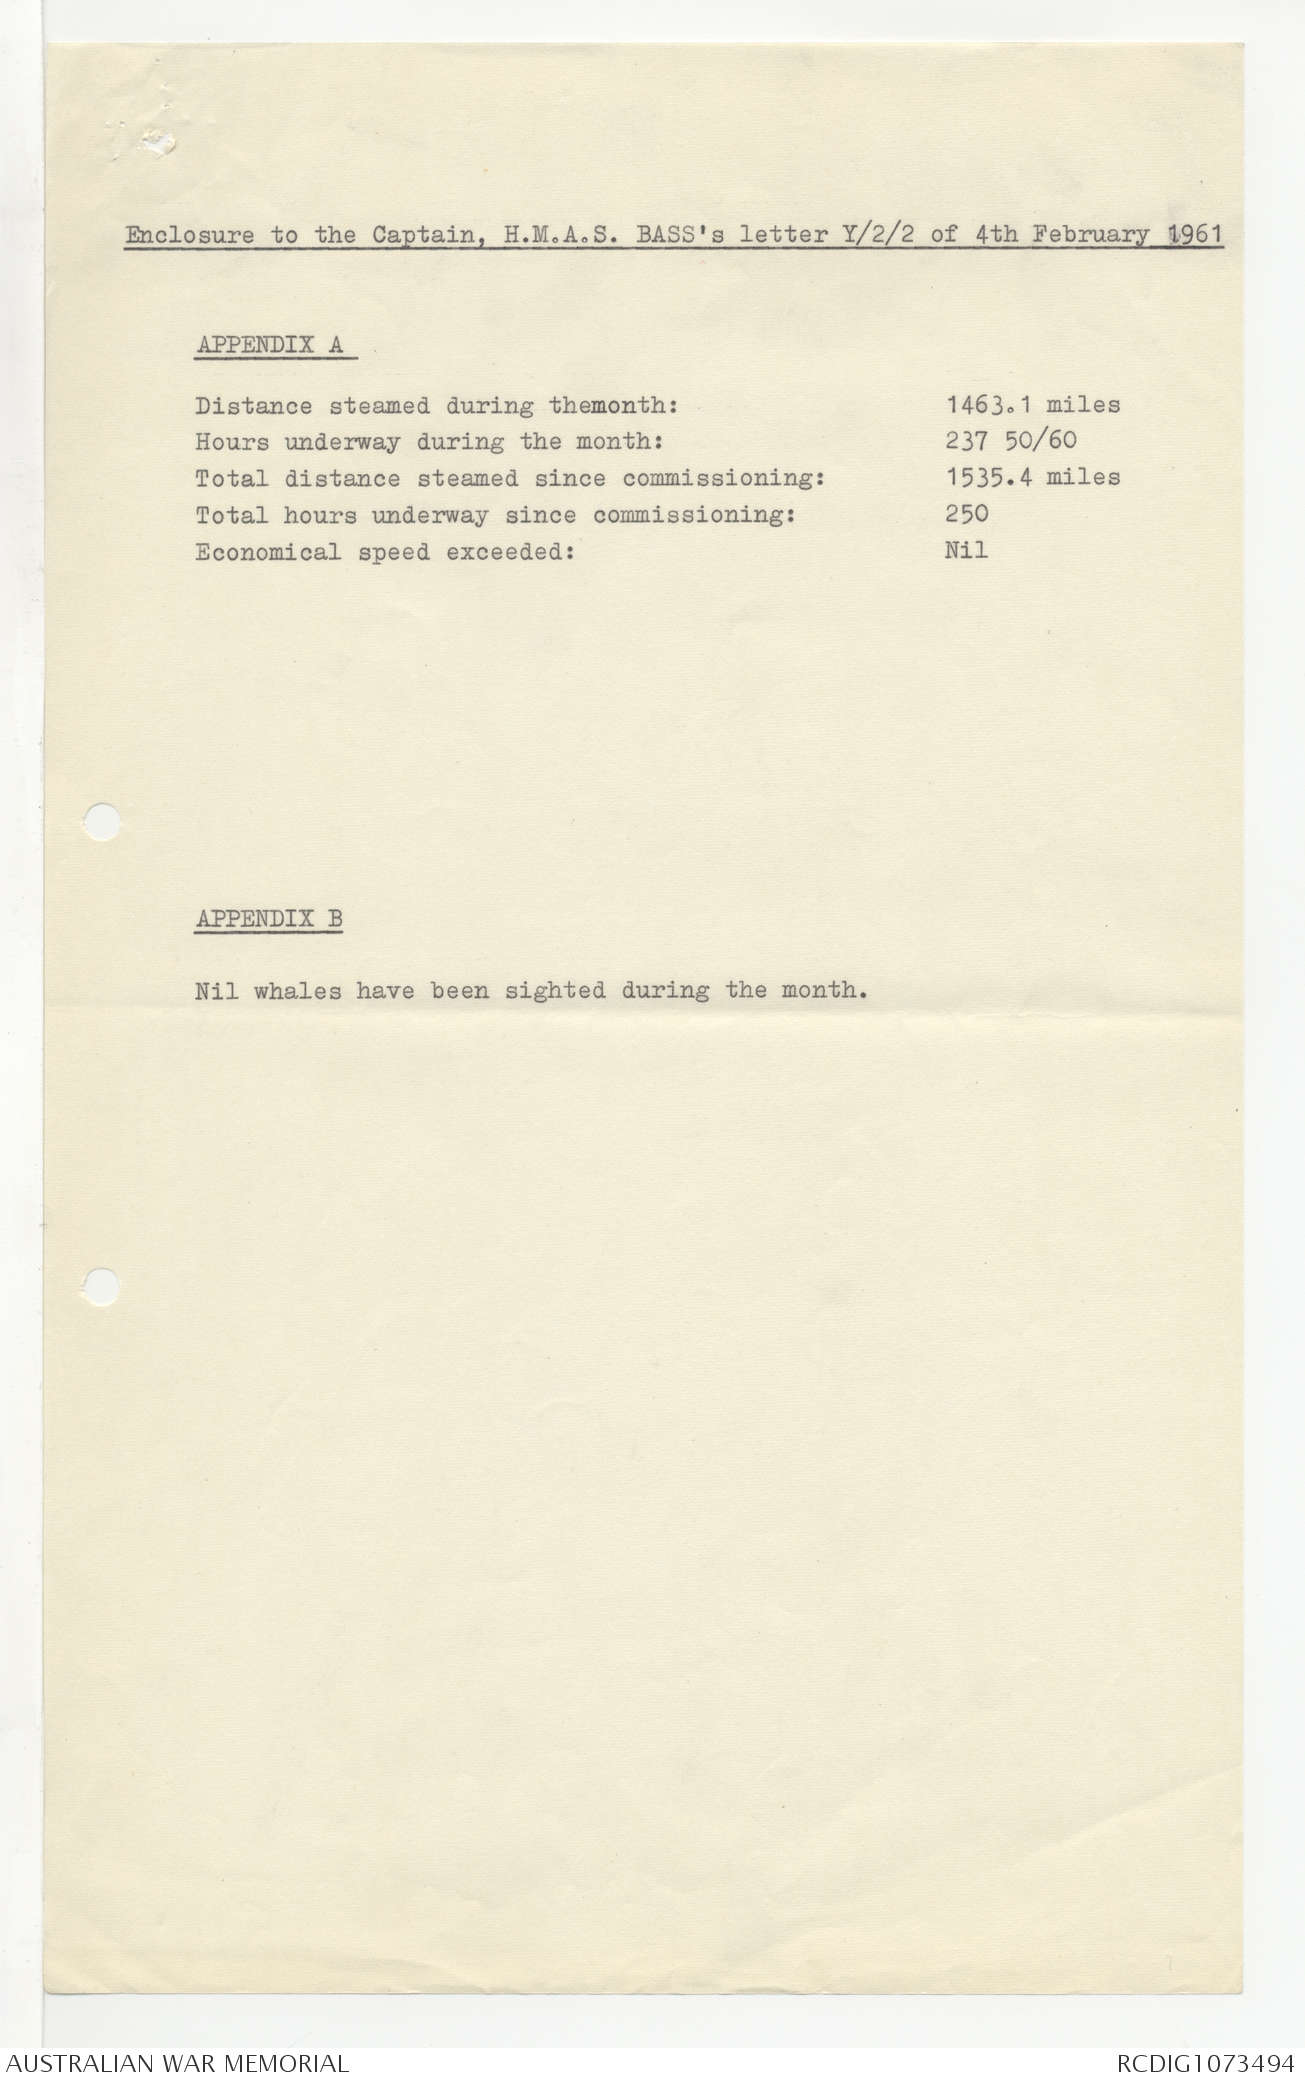 Enclosure to the Captain, H.M.A.S. BASS's letter Y/2/2 of 4th February 1961
APPENDIX A
Distance steamed during themonth: 1463.1 miles
Hours underway during the month: 237 50/60
Total distance steamed since commissioning: 1535.4 miles
Total hours underway since commissioning: 250
Economical speed exceeded: Nil
APPENDIX B
Nil whales have been sighted during the month.
AUSTRALIAN WAR MEMORIAL RCDIG1073494